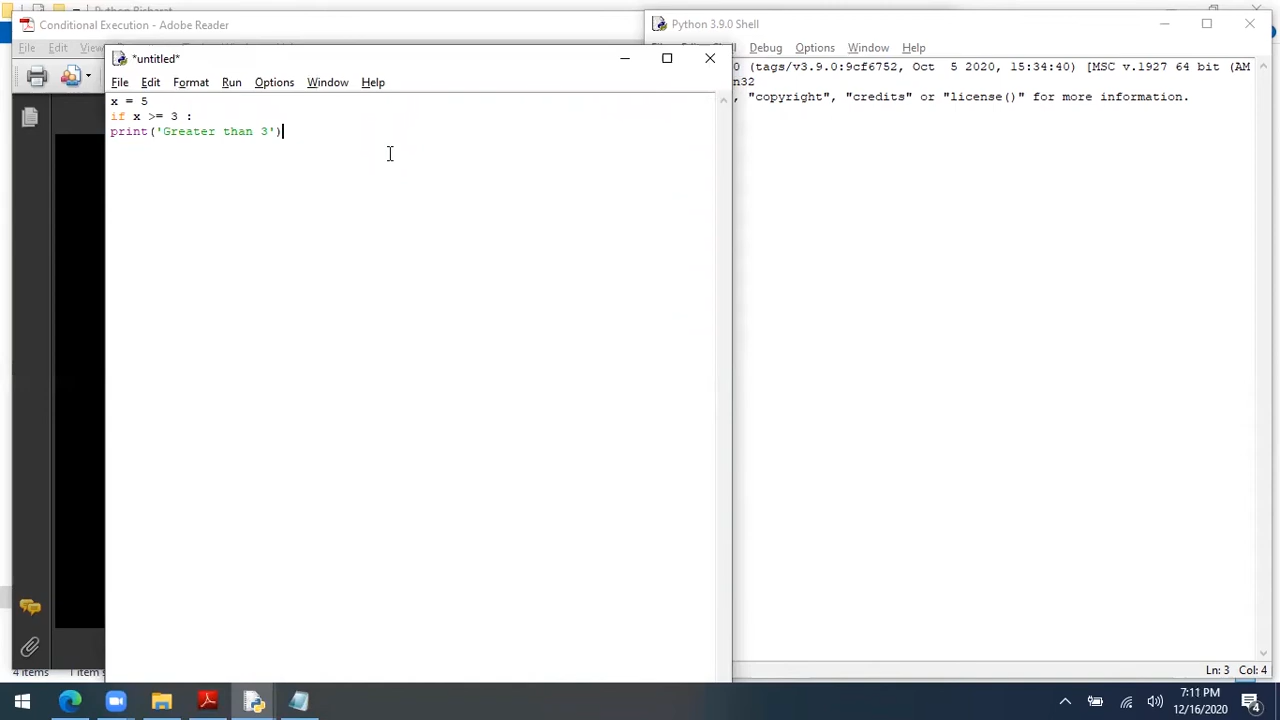 Conditional Execution - Adobe Reader
Python 3.9.0 Shell
File Edit View
Debug Options Window Help
*untitled*
File Edit Format Run Options Window Help
x = 5
if x >= 3 :
print('Greater than 3')
0 (tags/v3.9.0:9cf6752, Oct 5 2020, 15:34:40) [MSC v.1927 64 bit (AM
n32
, "copyright", "credits" or "license()" for more information.
Ln: 3 Col: 4
4 items
7:11 PM
12/16/2020
4